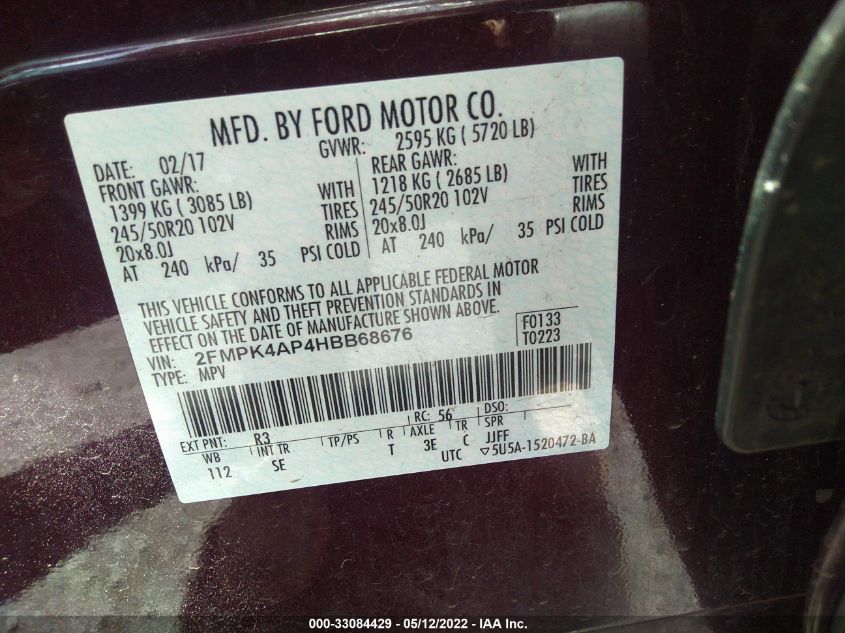 MFD. BY FORD MOTOR CO.
DATE: 02/17 GVWR: 2595 KG ( 5720 LB)
FRONT GAWR: REAR GAWR:
1399 KG ( 3085 LB) WITH 1218 KG ( 2685 LB) WITH
245/50R20 102V TIRES 245/50R20 102V TIRES
20x8.0J RIMS 20x8.0J RIMS
AT 240 kPa/ 35 PSI COLD AT 240 kPa/ 35 PSI COLD
THIS VEHICLE CONFORMS TO ALL APPLICABLE FEDERAL MOTOR
VEHICLE SAFETY AND THEFT PREVENTION STANDARDS IN
EFFECT ON THE DATE OF MANUFACTURE SHOWN ABOVE.
VIN: 2FMPK4AP4HBB68676 F0133
TYPE: MPV T0223
EXT PNT: R3 RC: 56 DSO:
WB INT TR TP/PS R AXLE TR SPR
112 SE T 3E C JJFF
UTC ▽5U5A-1520472-BA
000-33084429 - 05/12/2022 - IAA Inc.